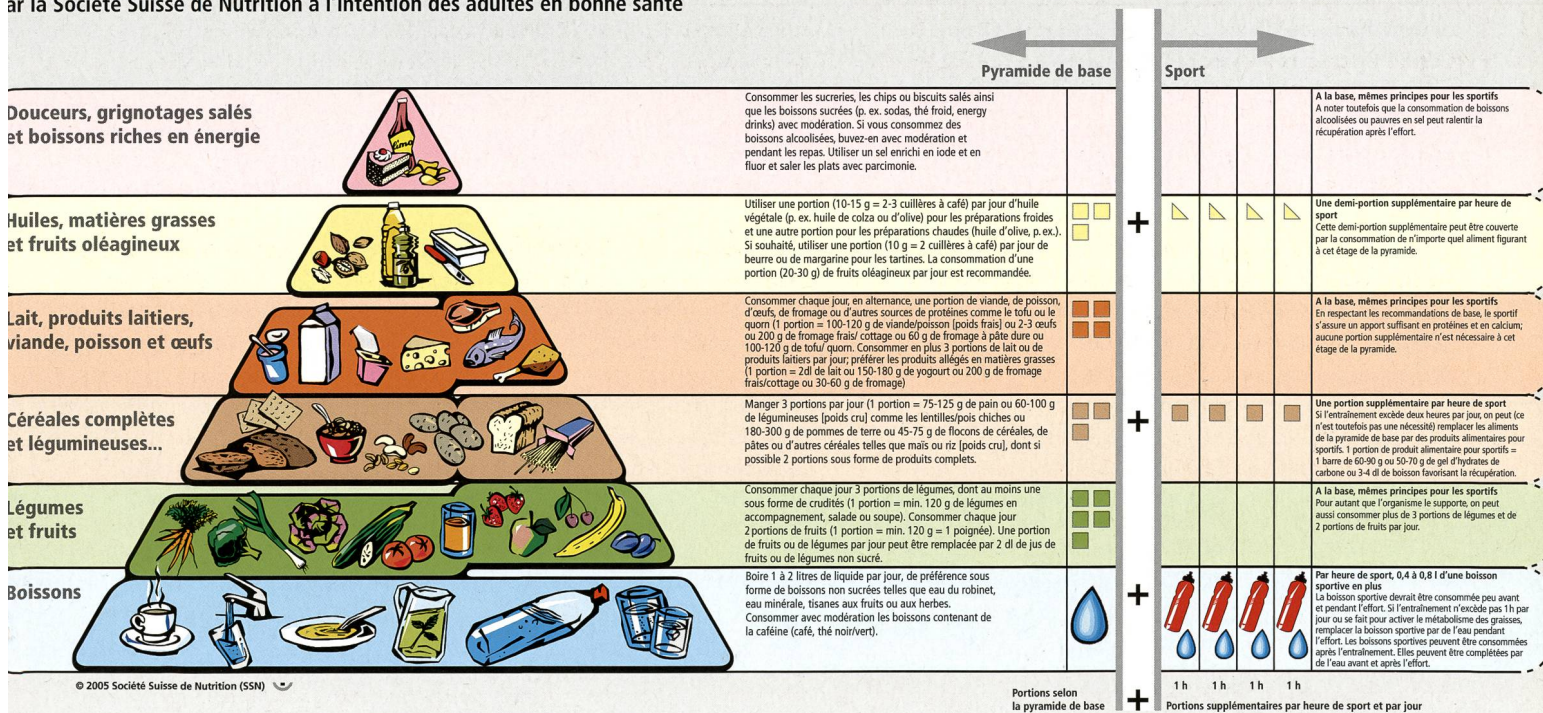 par la Société Suisse de Nutrition à l'intention des adultes en bonne santé
Pyramide de base
Sport
Douceurs, grignotages salés
et boissons riches en énergie
Consommer les sucreries, les chips ou biscuits salés ainsi
que les boissons sucrées (p. ex. sodas, thé froid, energy
drinks) avec modération. Si vous consommez des
boissons alcoolisées, buvez-en avec modération et
pendant les repas. Utiliser un sel enrichi en iode et en
fluor et saler les plats avec parcimonie.
A la base, mêmes principes pour les sportifs
A noter toutefois que la consommation de boissons
alcoolisées ou pauvres en sel peut ralentir la
récupération après l'effort.
limo
Huiles, matières grasses
et fruits oléagineux
Utiliser une portion (10-15 g = 2-3 cuillères à café) par jour d'huile
végétale (p. ex. huile de colza ou d'olive) pour les préparations froides
et une autre portion pour les préparations chaudes (huile d'olive, p. ex.).
Si souhaité, utiliser une portion (10 g = 2 cuillères à café) par jour de
beurre ou de margarine pour les tartines. La consommation d'une
portion (20-30 g) de fruits oléagineux par jour est recommandée.
+
Une demi-portion supplémentaire par heure de
sport
Cette demi-portion supplémentaire peut être couverte
par la consommation de n'importe quel aliment figurant
à cet étage de la pyramide.
Lait, produits laitiers,
viande, poisson et œufs
Consommer chaque jour, en alternance, une portion de viande, de poisson,
d'œufs, de fromage ou d'autres sources de protéines comme le tofu ou le
quorn (1 portion = 100-120 g de viande/poisson [poids frais] ou 2-3 œufs
ou 200 g de fromage frais/ cottage ou 60 g de fromage à pâte dure ou
100-120 g de tofu/ quorn. Consommer en plus 3 portions de lait ou de
produits laitiers par jour; préférer les produits allégés en matières grasses
(1 portion = 2dl de lait ou 150-180 g de yogourt ou 200 g de fromage
frais/cottage ou 30-60 g de fromage)
A la base, mêmes principes pour les sportifs
En respectant les recommandations de base, le sportif
s'assure un apport suffisant en protéines et en calcium;
aucune portion supplémentaire n'est nécessaire à cet
étage de la pyramide.
Céréales complètes
et légumineuses...
Manger 3 portions par jour (1 portion = 75-125 g de pain ou 60-100 g
de légumineuses [poids cru] comme les lentilles/pois chiches ou
180-300 g de pommes de terre ou 45-75 g de flocons de céréales, de
pâtes ou d'autres céréales telles que maïs ou riz [poids cru], dont si
possible 2 portions sous forme de produits complets.
+
Une portion supplémentaire par heure de sport
Si l'entraînement excède deux heures par jour, on peut (ce
n'est toutefois pas une nécessité) remplacer les aliments
de la pyramide de base par des produits alimentaires pour
sportifs. 1 portion de produit alimentaire pour sportifs =
1 barre de 60-90 g ou 50-70 g de gel d'hydrates de
carbone ou 3-4 dl de boisson favorisant la récupération.
Légumes
et fruits
Consommer chaque jour 3 portions de légumes, dont au moins une
sous forme de crudités (1 portion = min. 120 g de légumes en
accompagnement, salade ou soupe). Consommer chaque jour
2portions de fruits (1 portion = min. 120 g = 1 poignée). Une portion
de fruits ou de légumes par jour peut être remplacée par 2 dl de jus de
fruits ou de légumes non sucré.
A la base, mêmes principes pour les sportifs
Pour autant que l'organisme le supporte, on peut
aussi consommer plus de 3 portions de légumes et de
2 portions de fruits par jour.
Boissons
Boire 1 à 2 litres de liquide par jour, de préférence sous
forme de boissons non sucrées telles que eau du robinet,
eau minérale, tisanes aux fruits ou aux herbes.
Consommer avec modération les boissons contenant de
la caféine (café, thé noir/vert).
+
Par heure de sport, 0,4 à 0,8 l d'une boisson
sportive en plus
La boisson sportive devrait être consommée peu avant
et pendant l'effort. Si l'entraînement n'excède pas 1h par
jour ou se fait pour activer le métabolisme des graisses,
remplacer la boisson sportive par de l'eau pendant
l'effort. Les boissons sportives peuvent être consommées
après l'entraînement. Elles peuvent être complétées par
de l'eau avant et après l'effort.
© 2005 Société Suisse de Nutrition (SSN)
Portions selon
la pyramide de base
+
1 h 1 h 1 h 1 h
Portions supplémentaires par heure de sport et par jour